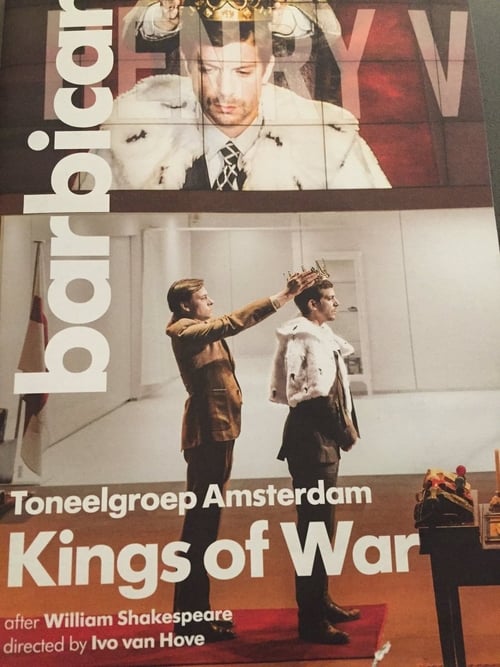 HENRY V
barbican
Toneelgroep Amsterdam
Kings of War
after William Shakespeare
directed by Ivo van Hove